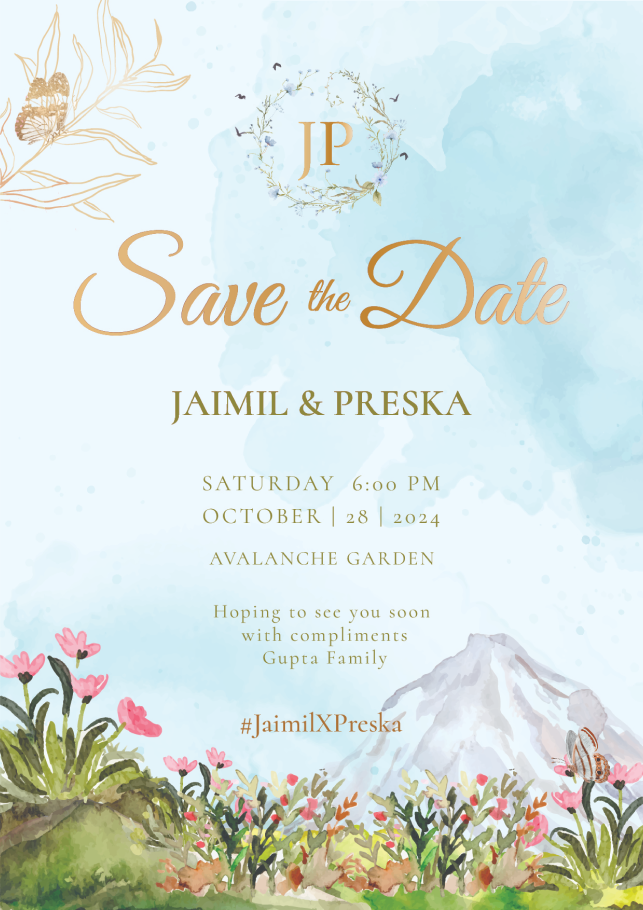 JP
Save the Date
JAIMIL & PRESKA
SATURDAY 6:00 PM
OCTOBER | 28 | 2024
AVALANCHE GARDEN
Hoping to see you soon
with compliments
Gupta Family
#JaimilXPreska